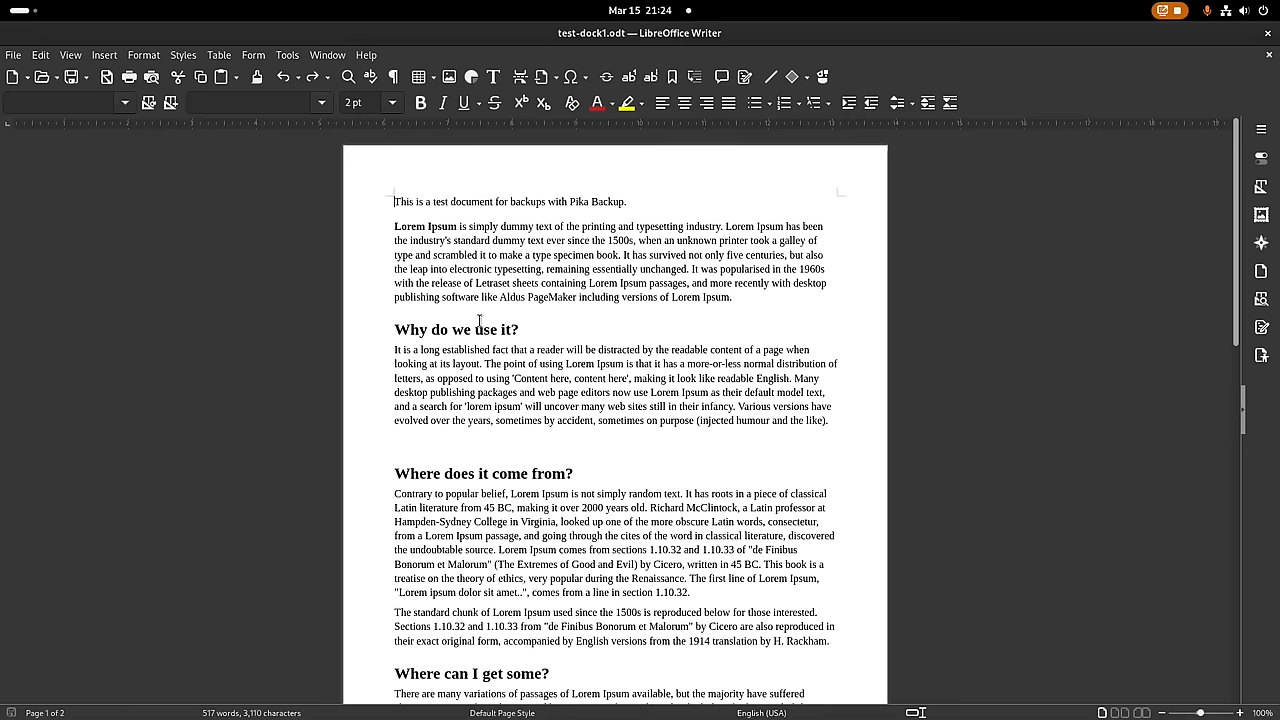 Mar 15 21:24
test-dock1.odt — LibreOffice Writer
File Edit View Insert Format Styles Table Form Tools Window Help
2 pt
1 2 3 4 5 6 7 8 9 10 11 12 13 14 15 16 17 18 19
This is a test document for backups with Pika Backup.
Lorem Ipsum is simply dummy text of the printing and typesetting industry. Lorem Ipsum has been
the industry's standard dummy text ever since the 1500s, when an unknown printer took a galley of
type and scrambled it to make a type specimen book. It has survived not only five centuries, but also
the leap into electronic typesetting, remaining essentially unchanged. It was popularised in the 1960s
with the release of Letraset sheets containing Lorem Ipsum passages, and more recently with desktop
publishing software like Aldus PageMaker including versions of Lorem Ipsum.
Why do we use it?
It is a long established fact that a reader will be distracted by the readable content of a page when
looking at its layout. The point of using Lorem Ipsum is that it has a more-or-less normal distribution of
letters, as opposed to using 'Content here, content here', making it look like readable English. Many
desktop publishing packages and web page editors now use Lorem Ipsum as their default model text,
and a search for 'lorem ipsum' will uncover many web sites still in their infancy. Various versions have
evolved over the years, sometimes by accident, sometimes on purpose (injected humour and the like).
Where does it come from?
Contrary to popular belief, Lorem Ipsum is not simply random text. It has roots in a piece of classical
Latin literature from 45 BC, making it over 2000 years old. Richard McClintock, a Latin professor at
Hampden-Sydney College in Virginia, looked up one of the more obscure Latin words, consectetur,
from a Lorem Ipsum passage, and going through the cites of the word in classical literature, discovered
the undoubtable source. Lorem Ipsum comes from sections 1.10.32 and 1.10.33 of "de Finibus
Bonorum et Malorum" (The Extremes of Good and Evil) by Cicero, written in 45 BC. This book is a
treatise on the theory of ethics, very popular during the Renaissance. The first line of Lorem Ipsum,
"Lorem ipsum dolor sit amet..", comes from a line in section 1.10.32.
The standard chunk of Lorem Ipsum used since the 1500s is reproduced below for those interested.
Sections 1.10.32 and 1.10.33 from "de Finibus Bonorum et Malorum" by Cicero are also reproduced in
their exact original form, accompanied by English versions from the 1914 translation by H. Rackham.
Where can I get some?
There are many variations of passages of Lorem Ipsum available, but the majority have suffered
Page 1 of 2 517 words, 3,110 characters Default Page Style English (USA) 100%